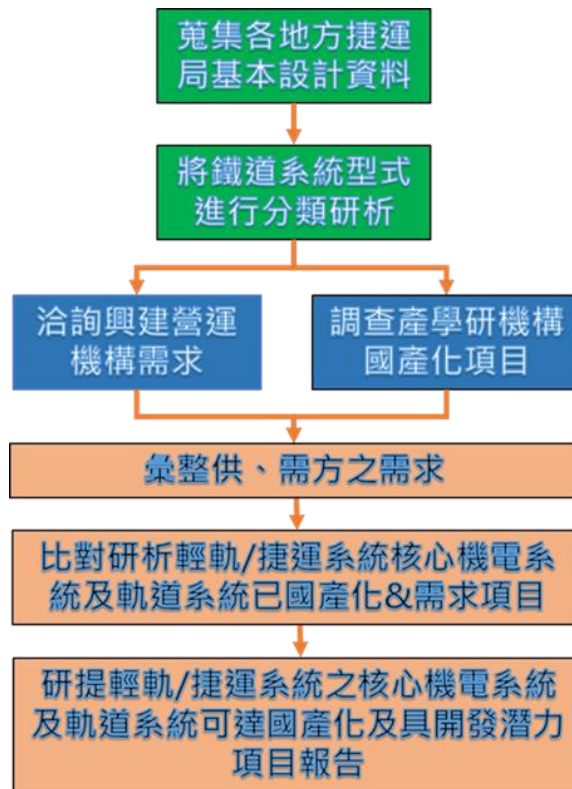 蒐集各地方捷運
局基本設計資料
將鐵道系統型式
進行分類研析
洽詢興建營運
機構需求
調查產學研機構
國產化項目
彙整供、需方之需求
比對研析輕軌/捷運系統核心機電系
統及軌道系統已國產化&需求項目
研提輕軌/捷運系統之核心機電系統
及軌道系統可達國產化及具開發潛力
項目報告